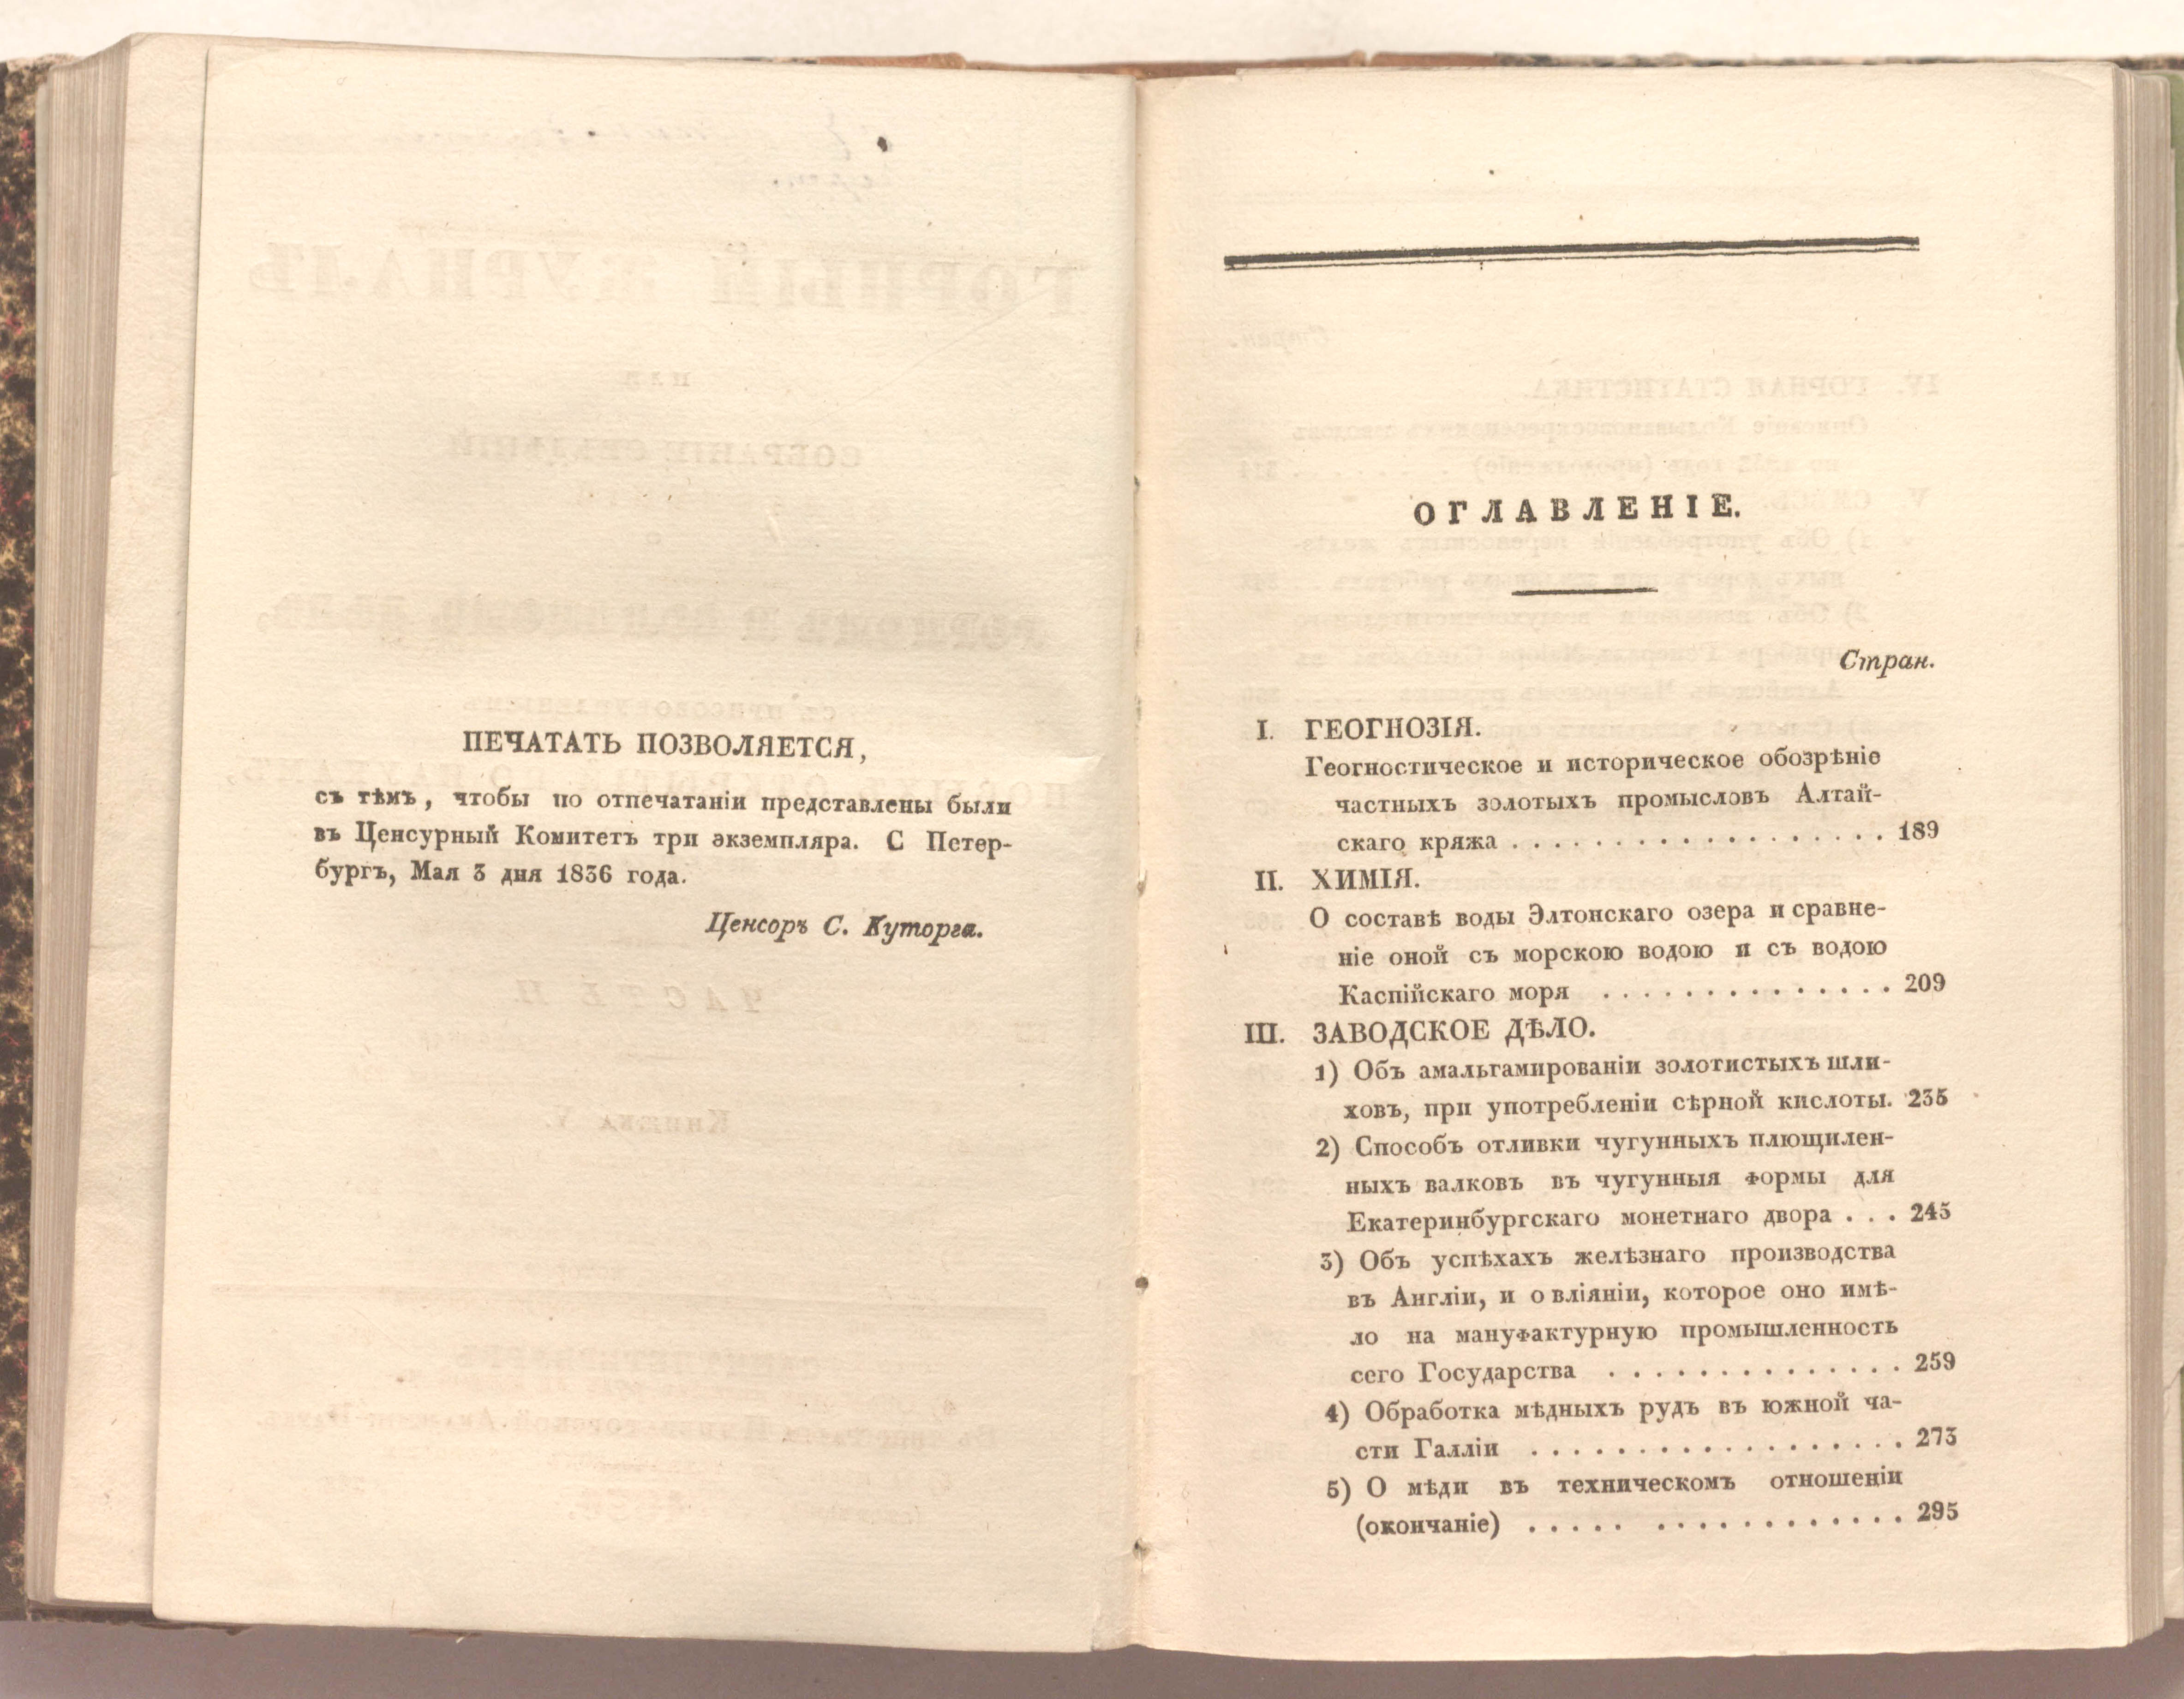 ПЕЧАТАТЬ ПОЗВОЛЯЕТСЯ,
съ тѣмъ, чтобы по отпечатаніи представлены были
въ Ценсурный Комитетъ три экземпляра. С Петер-
бургъ, Мая 3 дня 1836 года.
Ценсоръ С. Куторга.
ОГЛАВЛЕНІЕ.
Стран.
I. ГЕОГНОЗІЯ.
Геогностическое и историческое обозрѣніе
частныхъ золотыхъ промысловъ Алтай-
скаго кряжа . . . . . . . . . . . . . . . . . . 189
II. ХИМІЯ.
О составѣ воды Элтонскаго озера и сравне-
ніе оной съ морскою водою и съ водою
Каспійскаго моря . . . . . . . . . . . . . . 209
III. ЗАВОДСКОЕ ДѢЛО.
1) Объ амальгамированіи золотистыхъ шли-
ховъ, при употребленіи сѣрной кислоты. 235
2) Способъ отливки чугунныхъ плющилен-
ныхъ валковъ въ чугунныя формы для
Екатеринбургскаго монетнаго двора . . . 245
3) Объ успѣхахъ желѣзнаго производства
въ Англіи, и о вліяніи, которое оно имѣ-
ло на мануфактурную промышленность
сего Государства . . . . . . . . . . . . . . 259
4) Обработка мѣдныхъ рудъ въ южной ча-
сти Галліи . . . . . . . . . . . . . . . . . . 273
5) О мѣди въ техническомъ отношеніи
(окончаніе) . . . . . . . . . . . . . . . . . 295